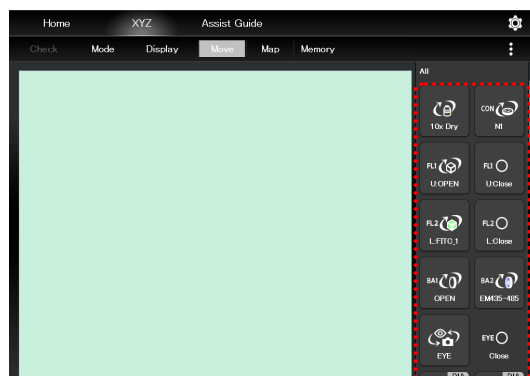 Home XYZ Assist Guide
Check Mode Display Move Map Memory
All
10x Dry
CON
N1
FL1
U:OPEN
FL1
U:Close
FL2
L:FITC_1
FL2
L:Close
BA1
OPEN
BA2
EM435-485
EYE
EYE
Close